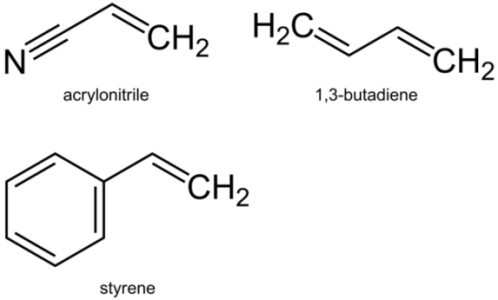 N
CH2
acrylonitrile
H2C
CH2
1,3-butadiene
CH2
styrene